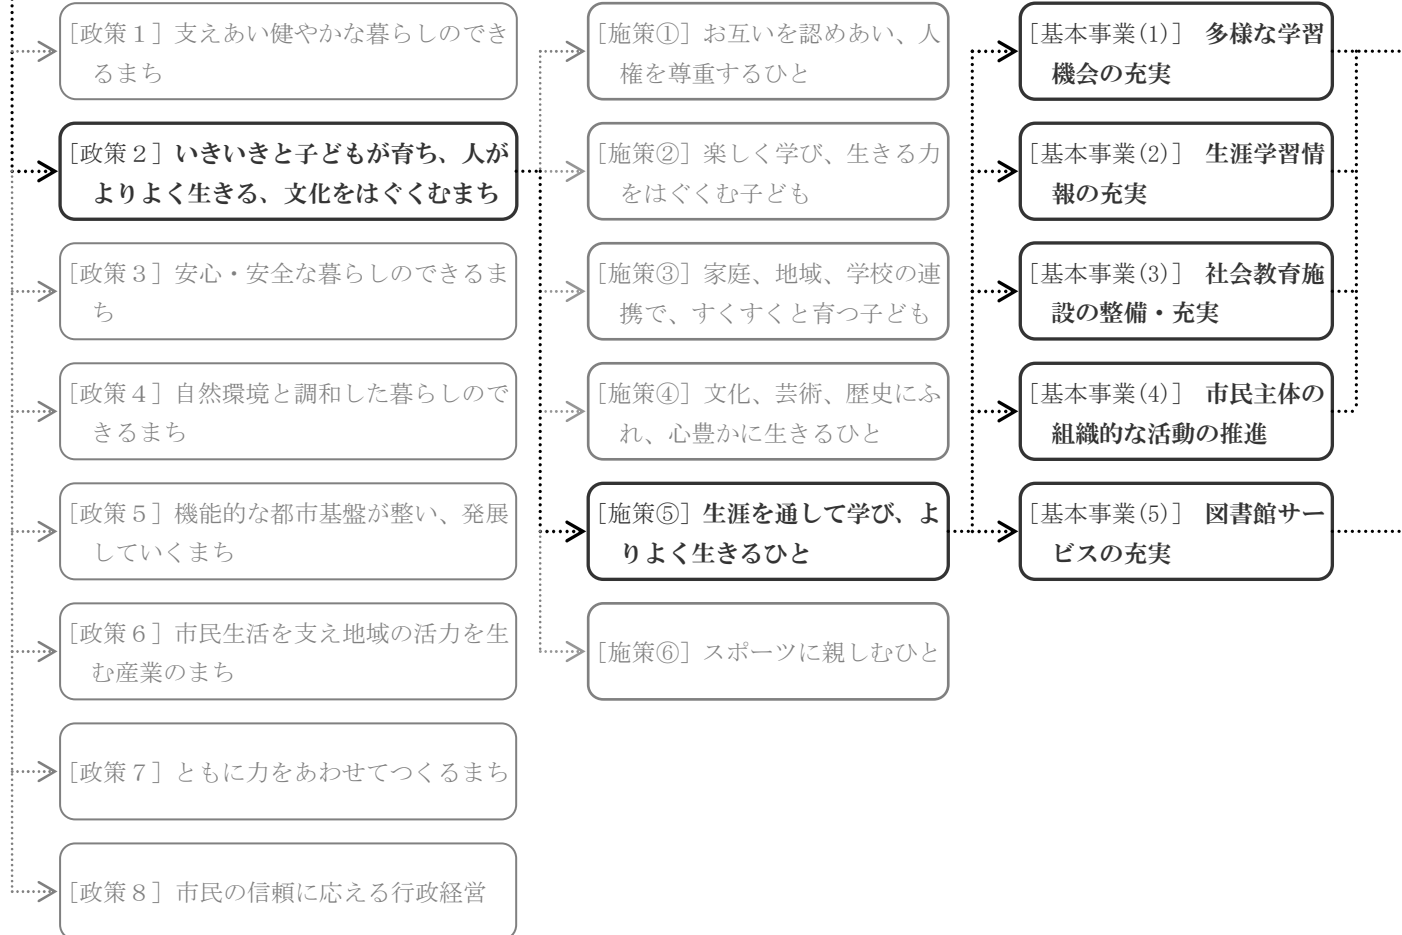 [政策１] 支えあい健やかな暮らしのでき
るまち
[政策２] いきいきと子どもが育ち、人が
よりよく生きる、文化をはぐくむまち
[政策３] 安心・安全な暮らしのできるま
ち
[政策４] 自然環境と調和した暮らしので
きるまち
[政策５] 機能的な都市基盤が整い、発展
していくまち
[政策６] 市民生活を支え地域の活力を生
む産業のまち
[政策７] ともに力をあわせてつくるまち
[政策８] 市民の信頼に応える行政経営
[施策①] お互いを認めあい、人
権を尊重するひと
[施策②] 楽しく学び、生きる力
をはぐくむ子ども
[施策③] 家庭、地域、学校の連
携で、すくすくと育つ子ども
[施策④] 文化、芸術、歴史にふ
れ、心豊かに生きるひと
[施策⑤] 生涯を通して学び、よ
りよく生きるひと
[施策⑥] スポーツに親しむひと
[基本事業(1)] 多様な学習
機会の充実
[基本事業(2)] 生涯学習情
報の充実
[基本事業(3)] 社会教育施
設の整備・充実
[基本事業(4)] 市民主体の
組織的な活動の推進
[基本事業(5)] 図書館サー
ビスの充実